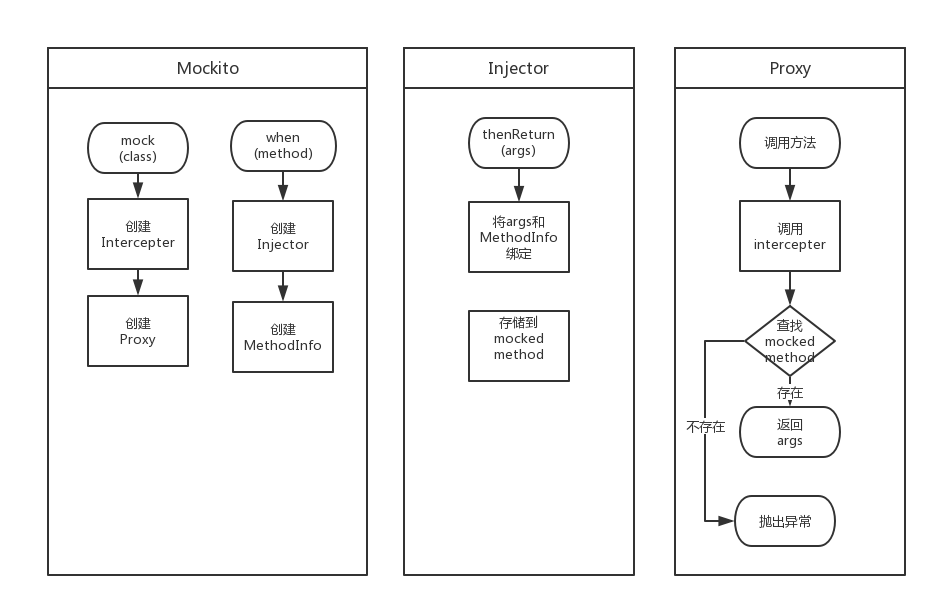 Mockito
mock
(class)
创建
Intercepter
创建
Proxy
when
(method)
创建
Injector
创建
MethodInfo
Injector
thenReturn
(args)
将args和
MethodInfo
绑定
存储到
mocked
method
Proxy
调用方法
调用
intercepter
查找
mocked
method
存在
返回
args
不存在
抛出异常